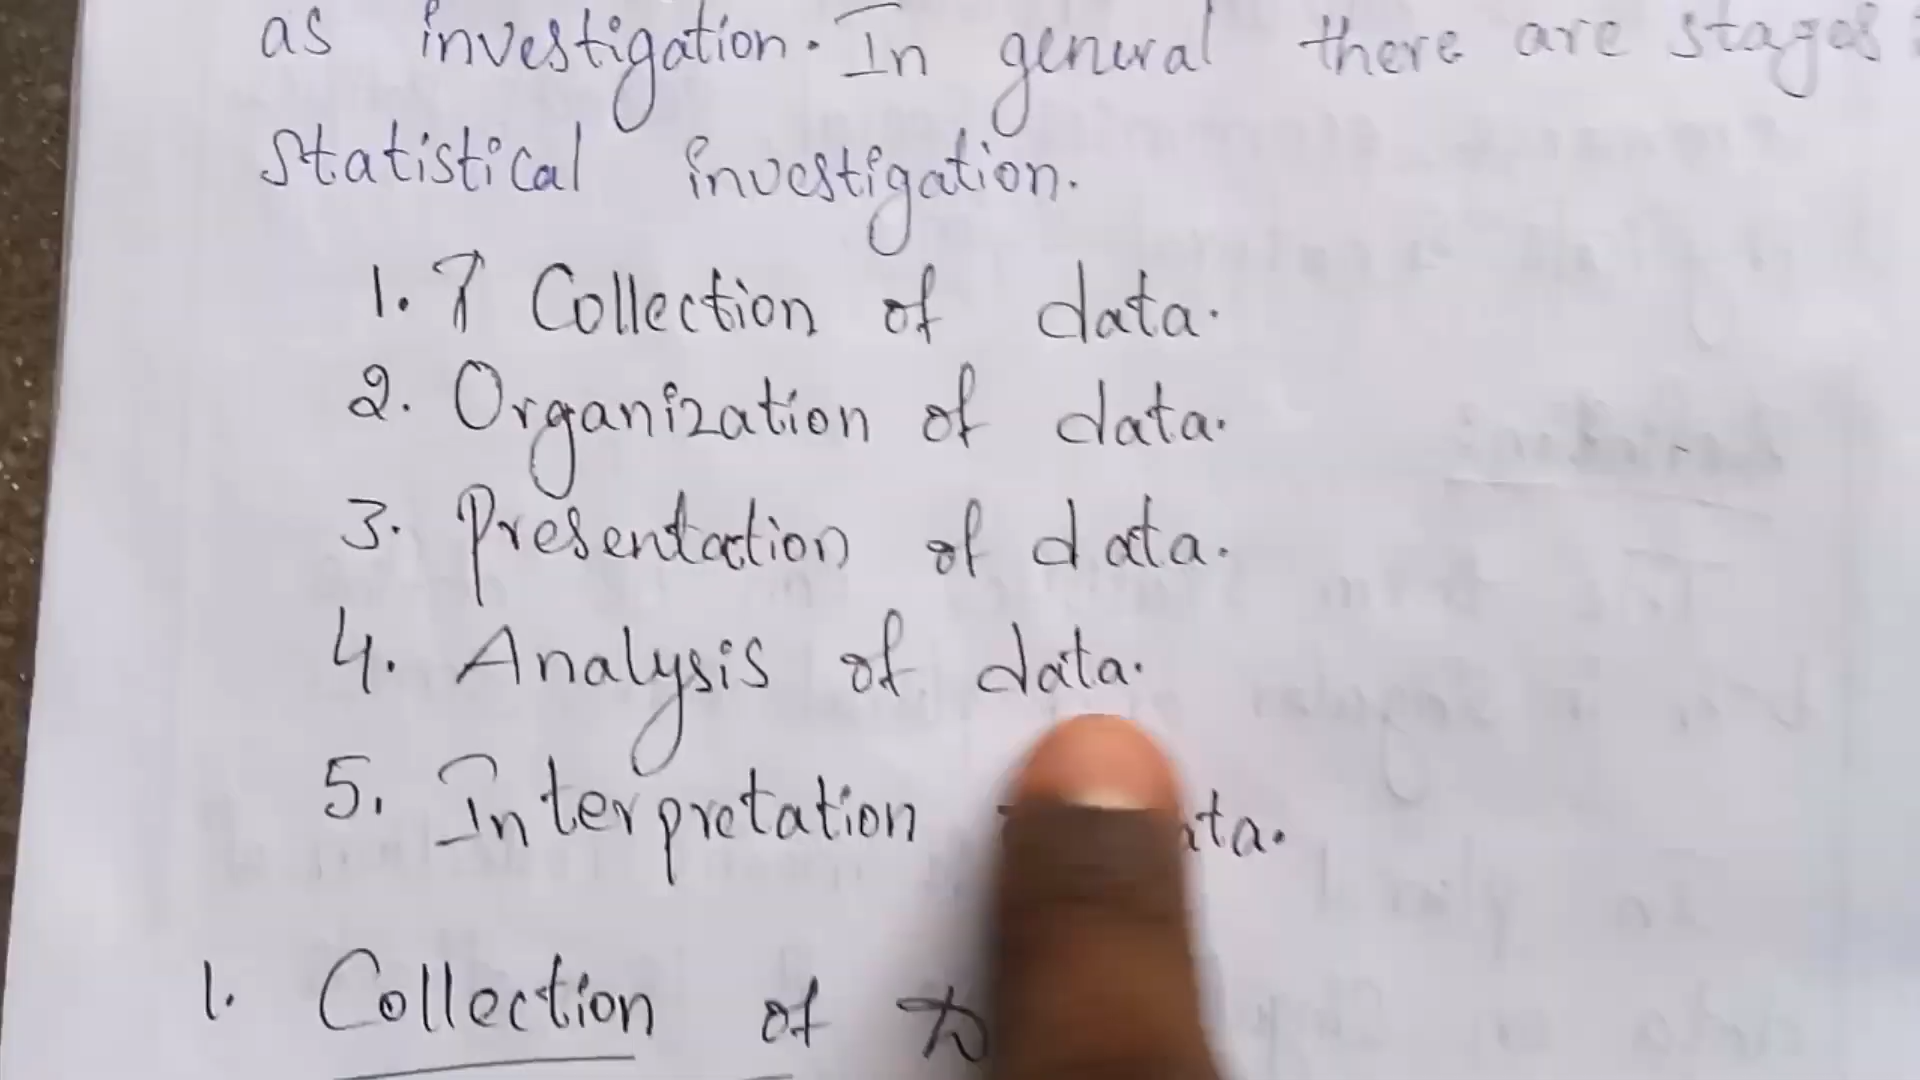 as investigation. In general there are stages
Statistical investigation.
1. Collection of data.
2. Organization of data.
3. Presentation of data.
4. Analysis of data.
5. Interpretation
1. Collection of